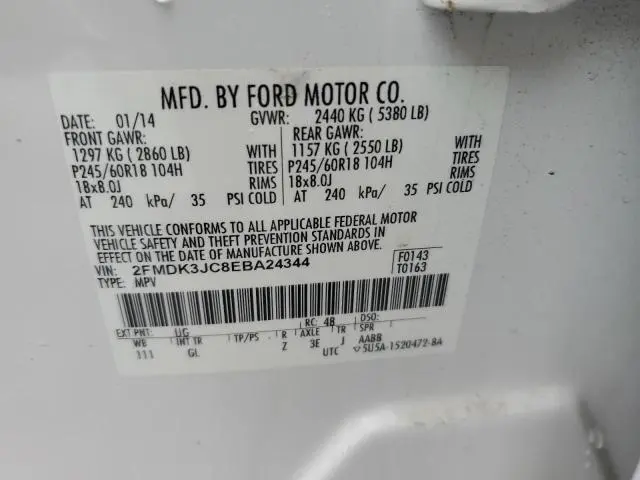 MFD. BY FORD MOTOR CO.
DATE: 01/14 GVWR: 2440 KG ( 5380 LB)
FRONT GAWR: REAR GAWR:
1297 KG ( 2860 LB) WITH 1157 KG ( 2550 LB) WITH
P245/60R18 104H TIRES P245/60R18 104H TIRES
18x8.0J RIMS 18x8.0J RIMS
AT 240 kPa/ 35 PSI COLD AT 240 kPa/ 35 PSI COLD
THIS VEHICLE CONFORMS TO ALL APPLICABLE FEDERAL MOTOR
VEHICLE SAFETY AND THEFT PREVENTION STANDARDS IN
EFFECT ON THE DATE OF MANUFACTURE SHOWN ABOVE.
VIN: 2FMDK3JC8EBA24344 F0143
TYPE: MPV T0163
EXT PNT: UG RC: 48 DSO:
WB INT TR TP/PS R AXLE TR SPR
111 GL Z 3E J AABB
UTC ▽5U5A-1520472-BA